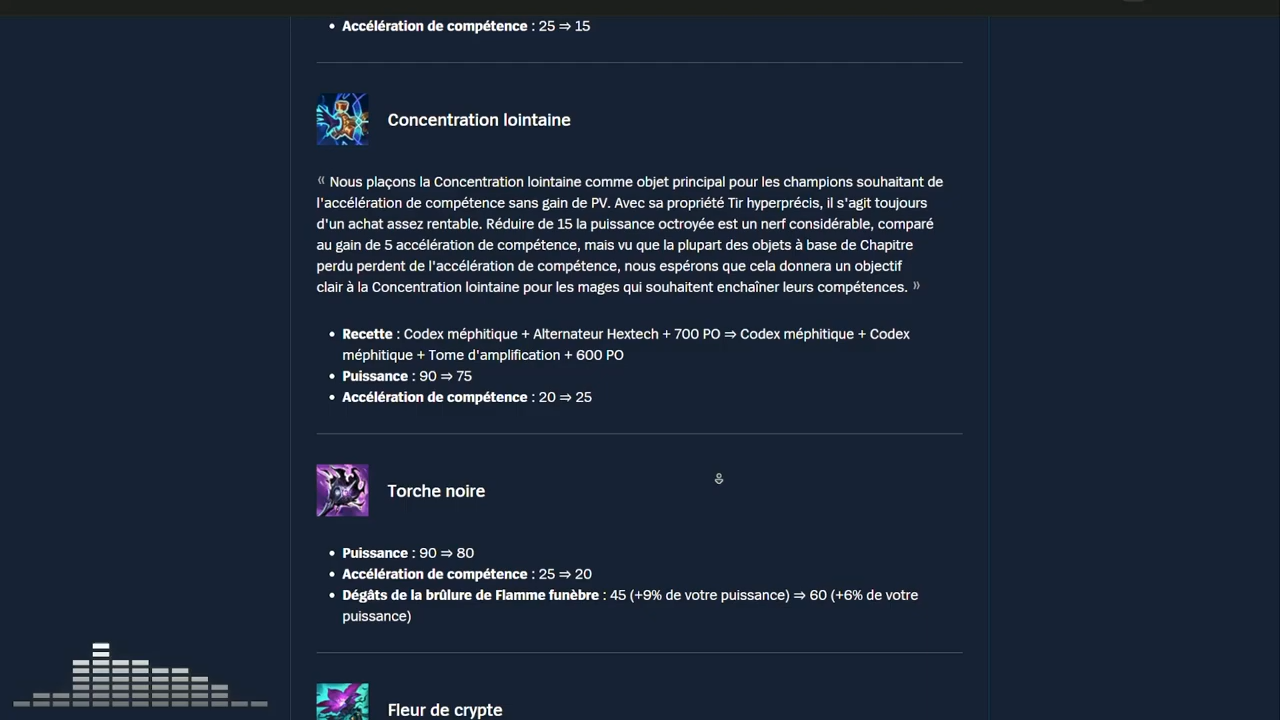 • Accélération de compétence : 25 ⇒ 15
Concentration lointaine
« Nous plaçons la Concentration lointaine comme objet principal pour les champions souhaitant de
l'accélération de compétence sans gain de PV. Avec sa propriété Tir hyperprécis, il s'agit toujours
d'un achat assez rentable. Réduire de 15 la puissance octroyée est un nerf considérable, comparé
au gain de 5 accélération de compétence, mais vu que la plupart des objets à base de Chapitre
perdu perdent de l'accélération de compétence, nous espérons que cela donnera un objectif
clair à la Concentration lointaine pour les mages qui souhaitent enchaîner leurs compétences. »
• Recette : Codex méphitique + Alternateur Hextech + 700 PO ⇒ Codex méphitique + Codex
méphitique + Tome d'amplification + 600 PO
• Puissance : 90 ⇒ 75
• Accélération de compétence : 20 ⇒ 25
Torche noire
• Puissance : 90 ⇒ 80
• Accélération de compétence : 25 ⇒ 20
• Dégâts de la brûlure de Flamme funèbre : 45 (+9% de votre puissance) ⇒ 60 (+6% de votre
puissance)
Fleur de crypte